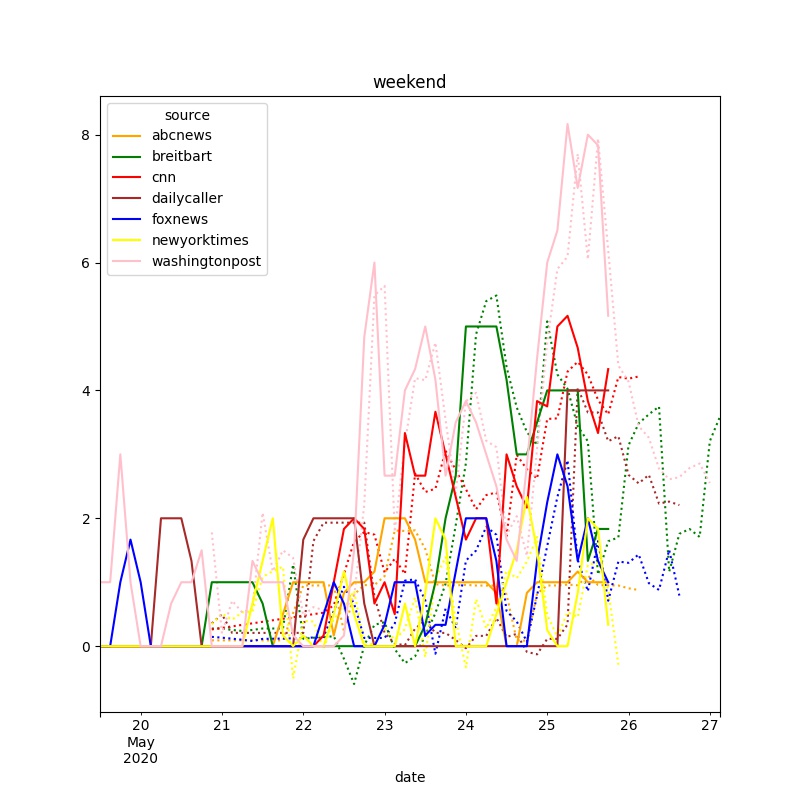 weekend
source
abcnews
breitbart
cnn
dailycaller
foxnews
newyorktimes
washingtonpost
8
6
4
2
0
20 21 22 23 24 25 26 27
May
2020
date